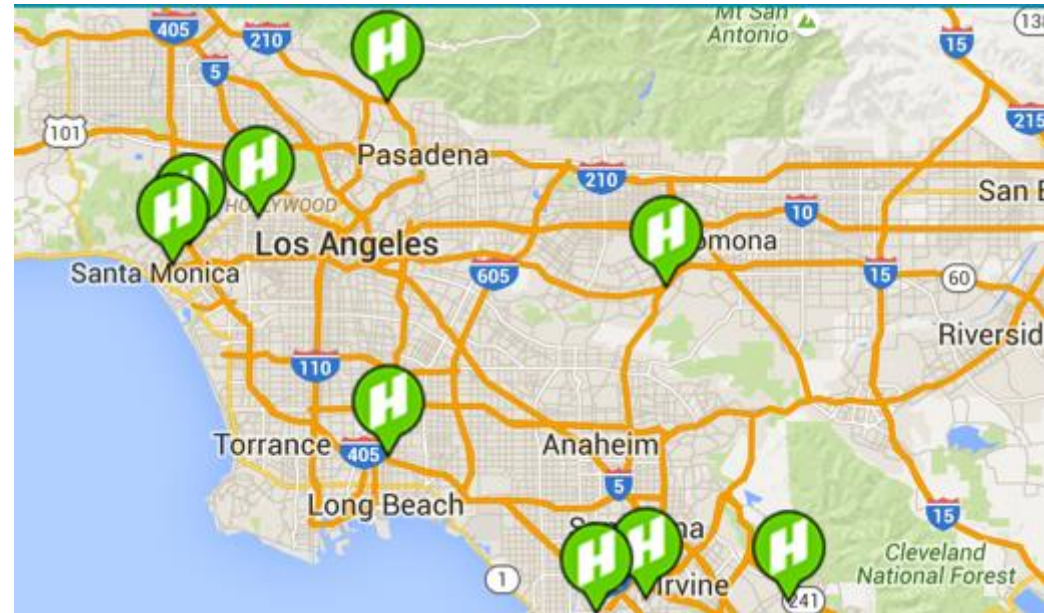 Mt San
Antonio
138
405
210
15
5
215
101
Pasadena
210
San B
H
H
H
HOLLYWOOD
H
10
Los Angeles
Santa Monica
605
15
60
Riversid
110
H
Torrance
405
Anaheim
5
Long Beach
15
H
H
H
1
Irvine
241
Cleveland
National Forest